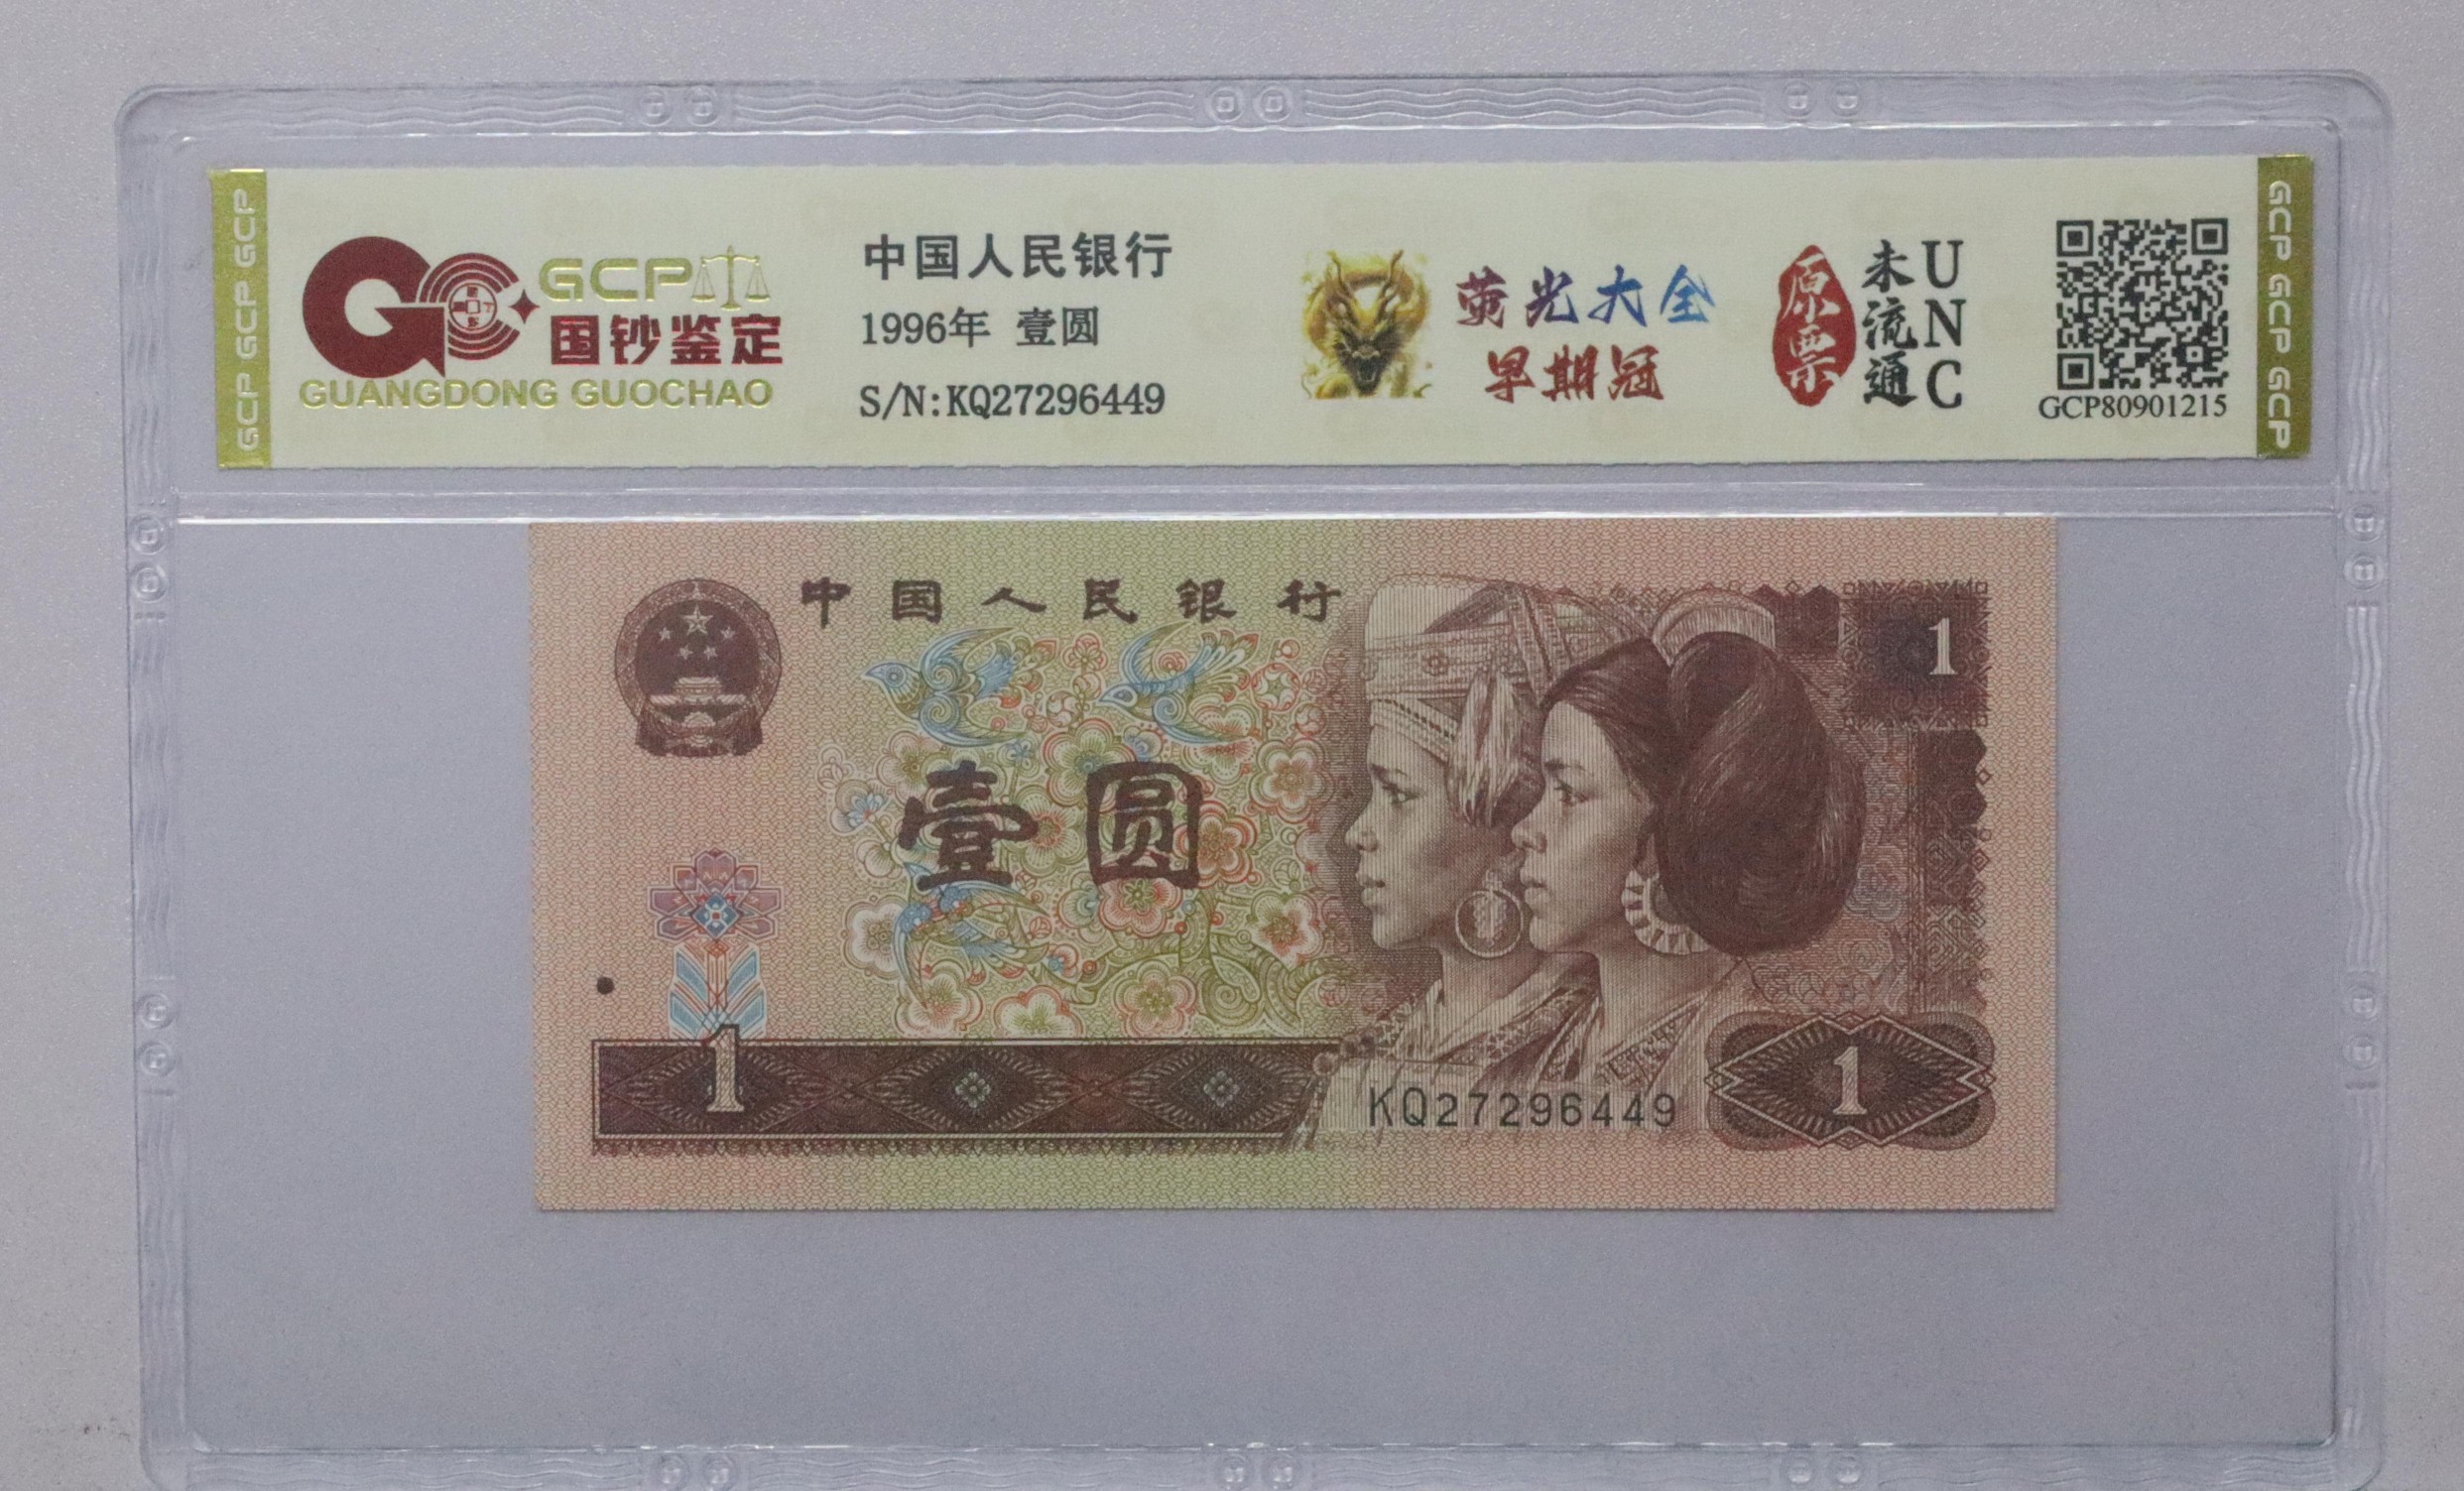 GCP GCP GCP
GCP
国钞鉴定
GUANGDONG GUOCHAO
中国人民银行
1996年 壹圆
S/N:KQ27296449
荧光大全
早期冠
原票
未流通
UNC
GCP80901215
GCP GCP GCP GCP
中国人民银行
1
壹圆
1
KQ27296449
1